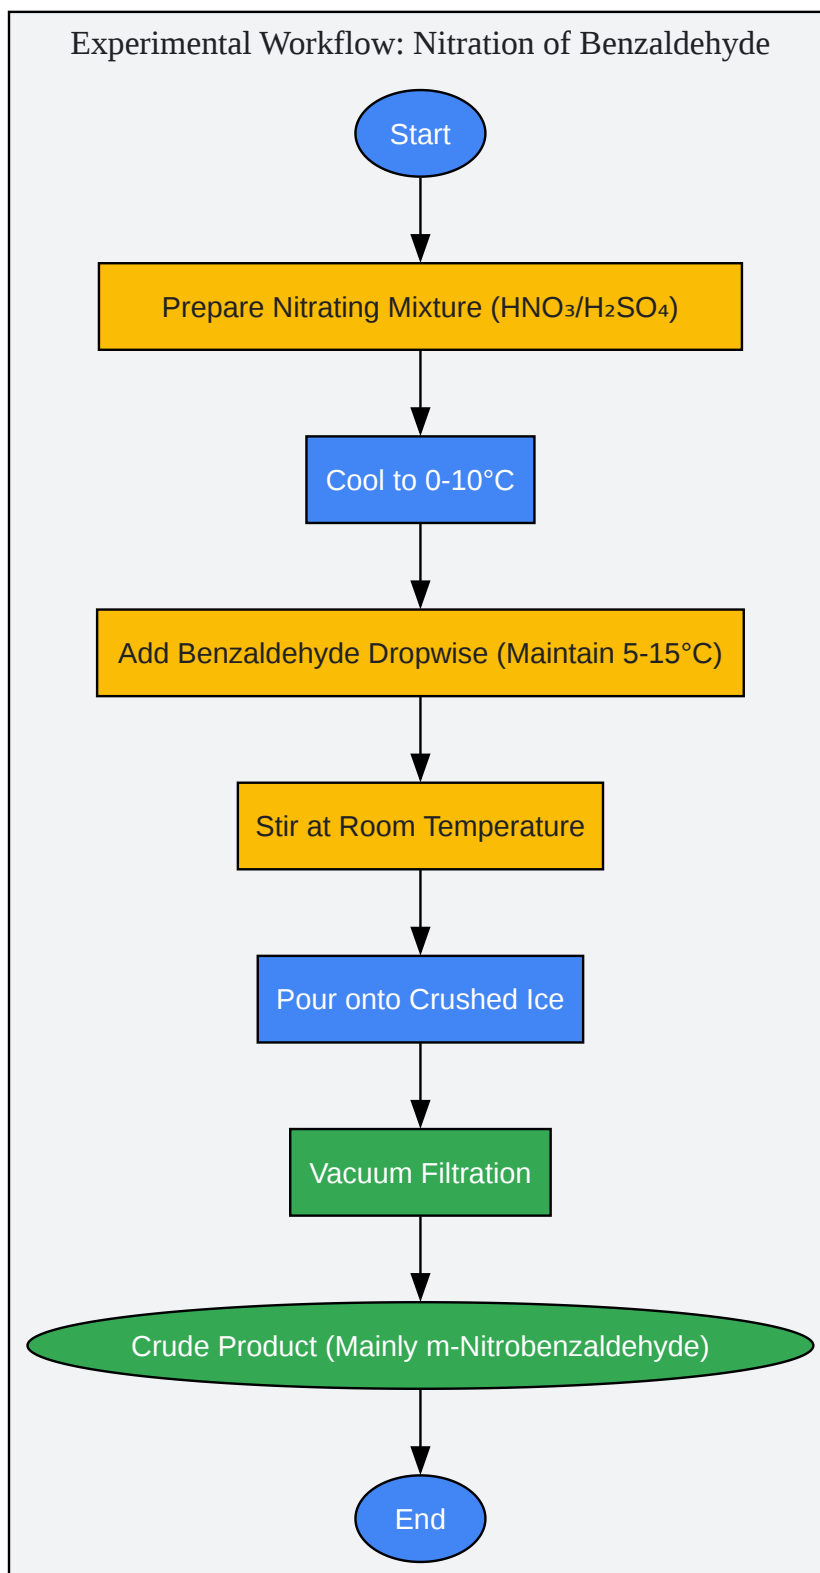 Experimental Workflow: Nitration of Benzaldehyde
Start
Prepare Nitrating Mixture (HNO₃/H₂SO₄)
Cool to 0-10°C
Add Benzaldehyde Dropwise (Maintain 5-15°C)
Stir at Room Temperature
Pour onto Crushed Ice
Vacuum Filtration
Crude Product (Mainly m-Nitrobenzaldehyde)
End